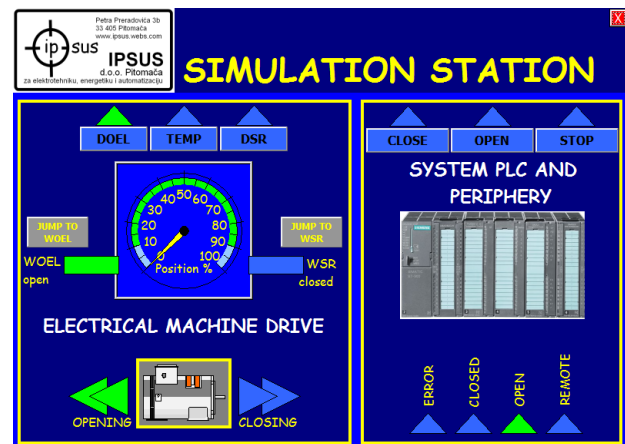 Petra Preradovića 3b
33 405 Pitomača
www.ipsus.webs.com
ip sus
IPSUS
d.o.o. Pitomača
za elektrotehniku, energetiku i automatizaciju
SIMULATION STATION
X
DOEL TEMP DSR
CLOSE OPEN STOP
SYSTEM PLC AND
PERIPHERY
0 10 20 30 40 50 60 70 80 90 100
Position %
JUMP TO
WOEL
JUMP TO
WSR
WOEL
open
WSR
closed
SIEMENS
ELECTRICAL MACHINE DRIVE
OPENING
CLOSING
ERROR
CLOSED
OPEN
REMOTE